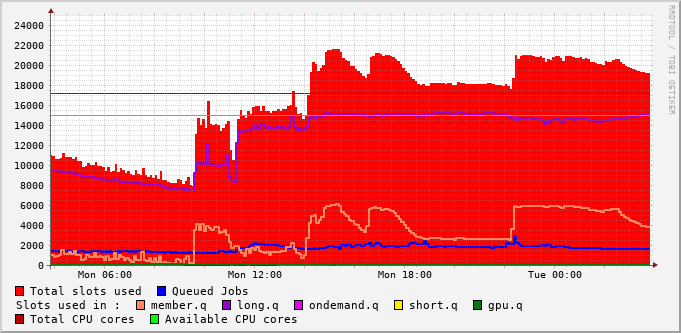 RRDTOOL / TOBI OETIKER
24000
22000
20000
18000
16000
14000
12000
10000
8000
6000
4000
2000
0
Mon 06:00 Mon 12:00 Mon 18:00 Tue 00:00
Total slots used Queued Jobs
Slots used in : member.q long.q ondemand.q short.q gpu.q
Total CPU cores Available CPU cores